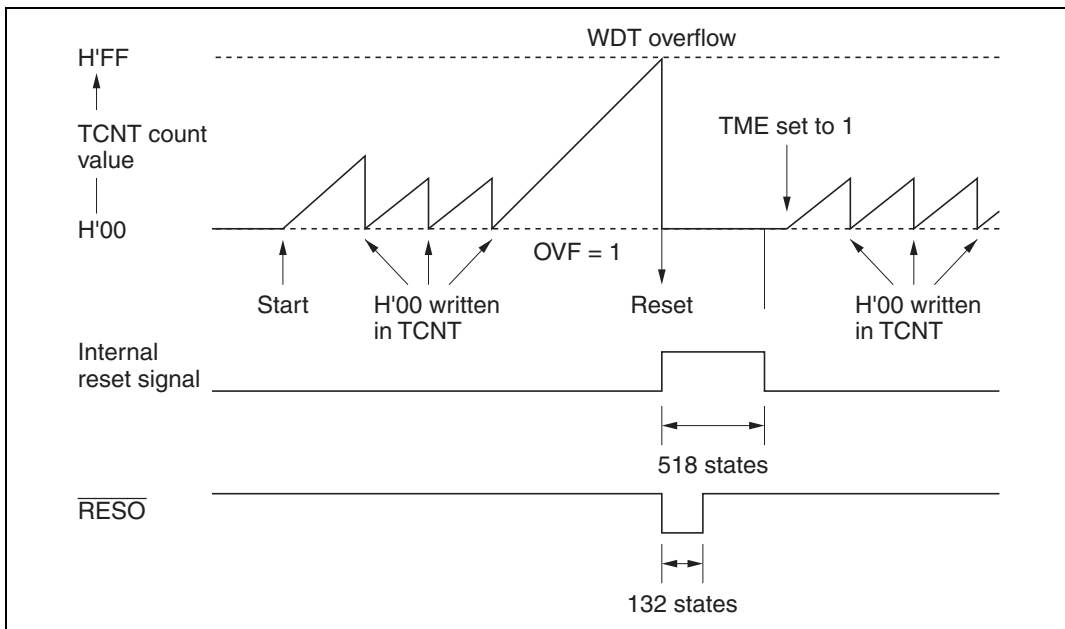 WDT overflow
H'FF
TME set to 1
TCNT count
value
H'00
OVF = 1
Start
H'00 written
in TCNT
Reset
H'00 written
in TCNT
Internal
reset signal
518 states
RESO
132 states